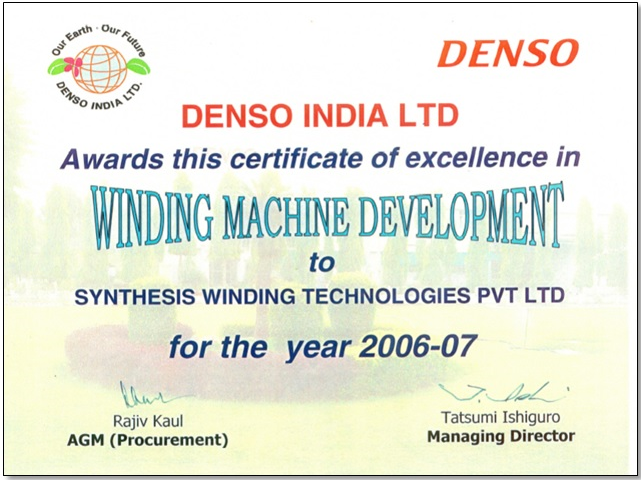 Our Earth · Our Future
DENSO INDIA LTD.
DENSO
DENSO INDIA LTD
Awards this certificate of excellence in
WINDING MACHINE DEVELOPMENT
to
SYNTHESIS WINDING TECHNOLOGIES PVT LTD
for the year 2006-07
Rajiv Kaul
AGM (Procurement)
Tatsumi Ishiguro
Managing Director